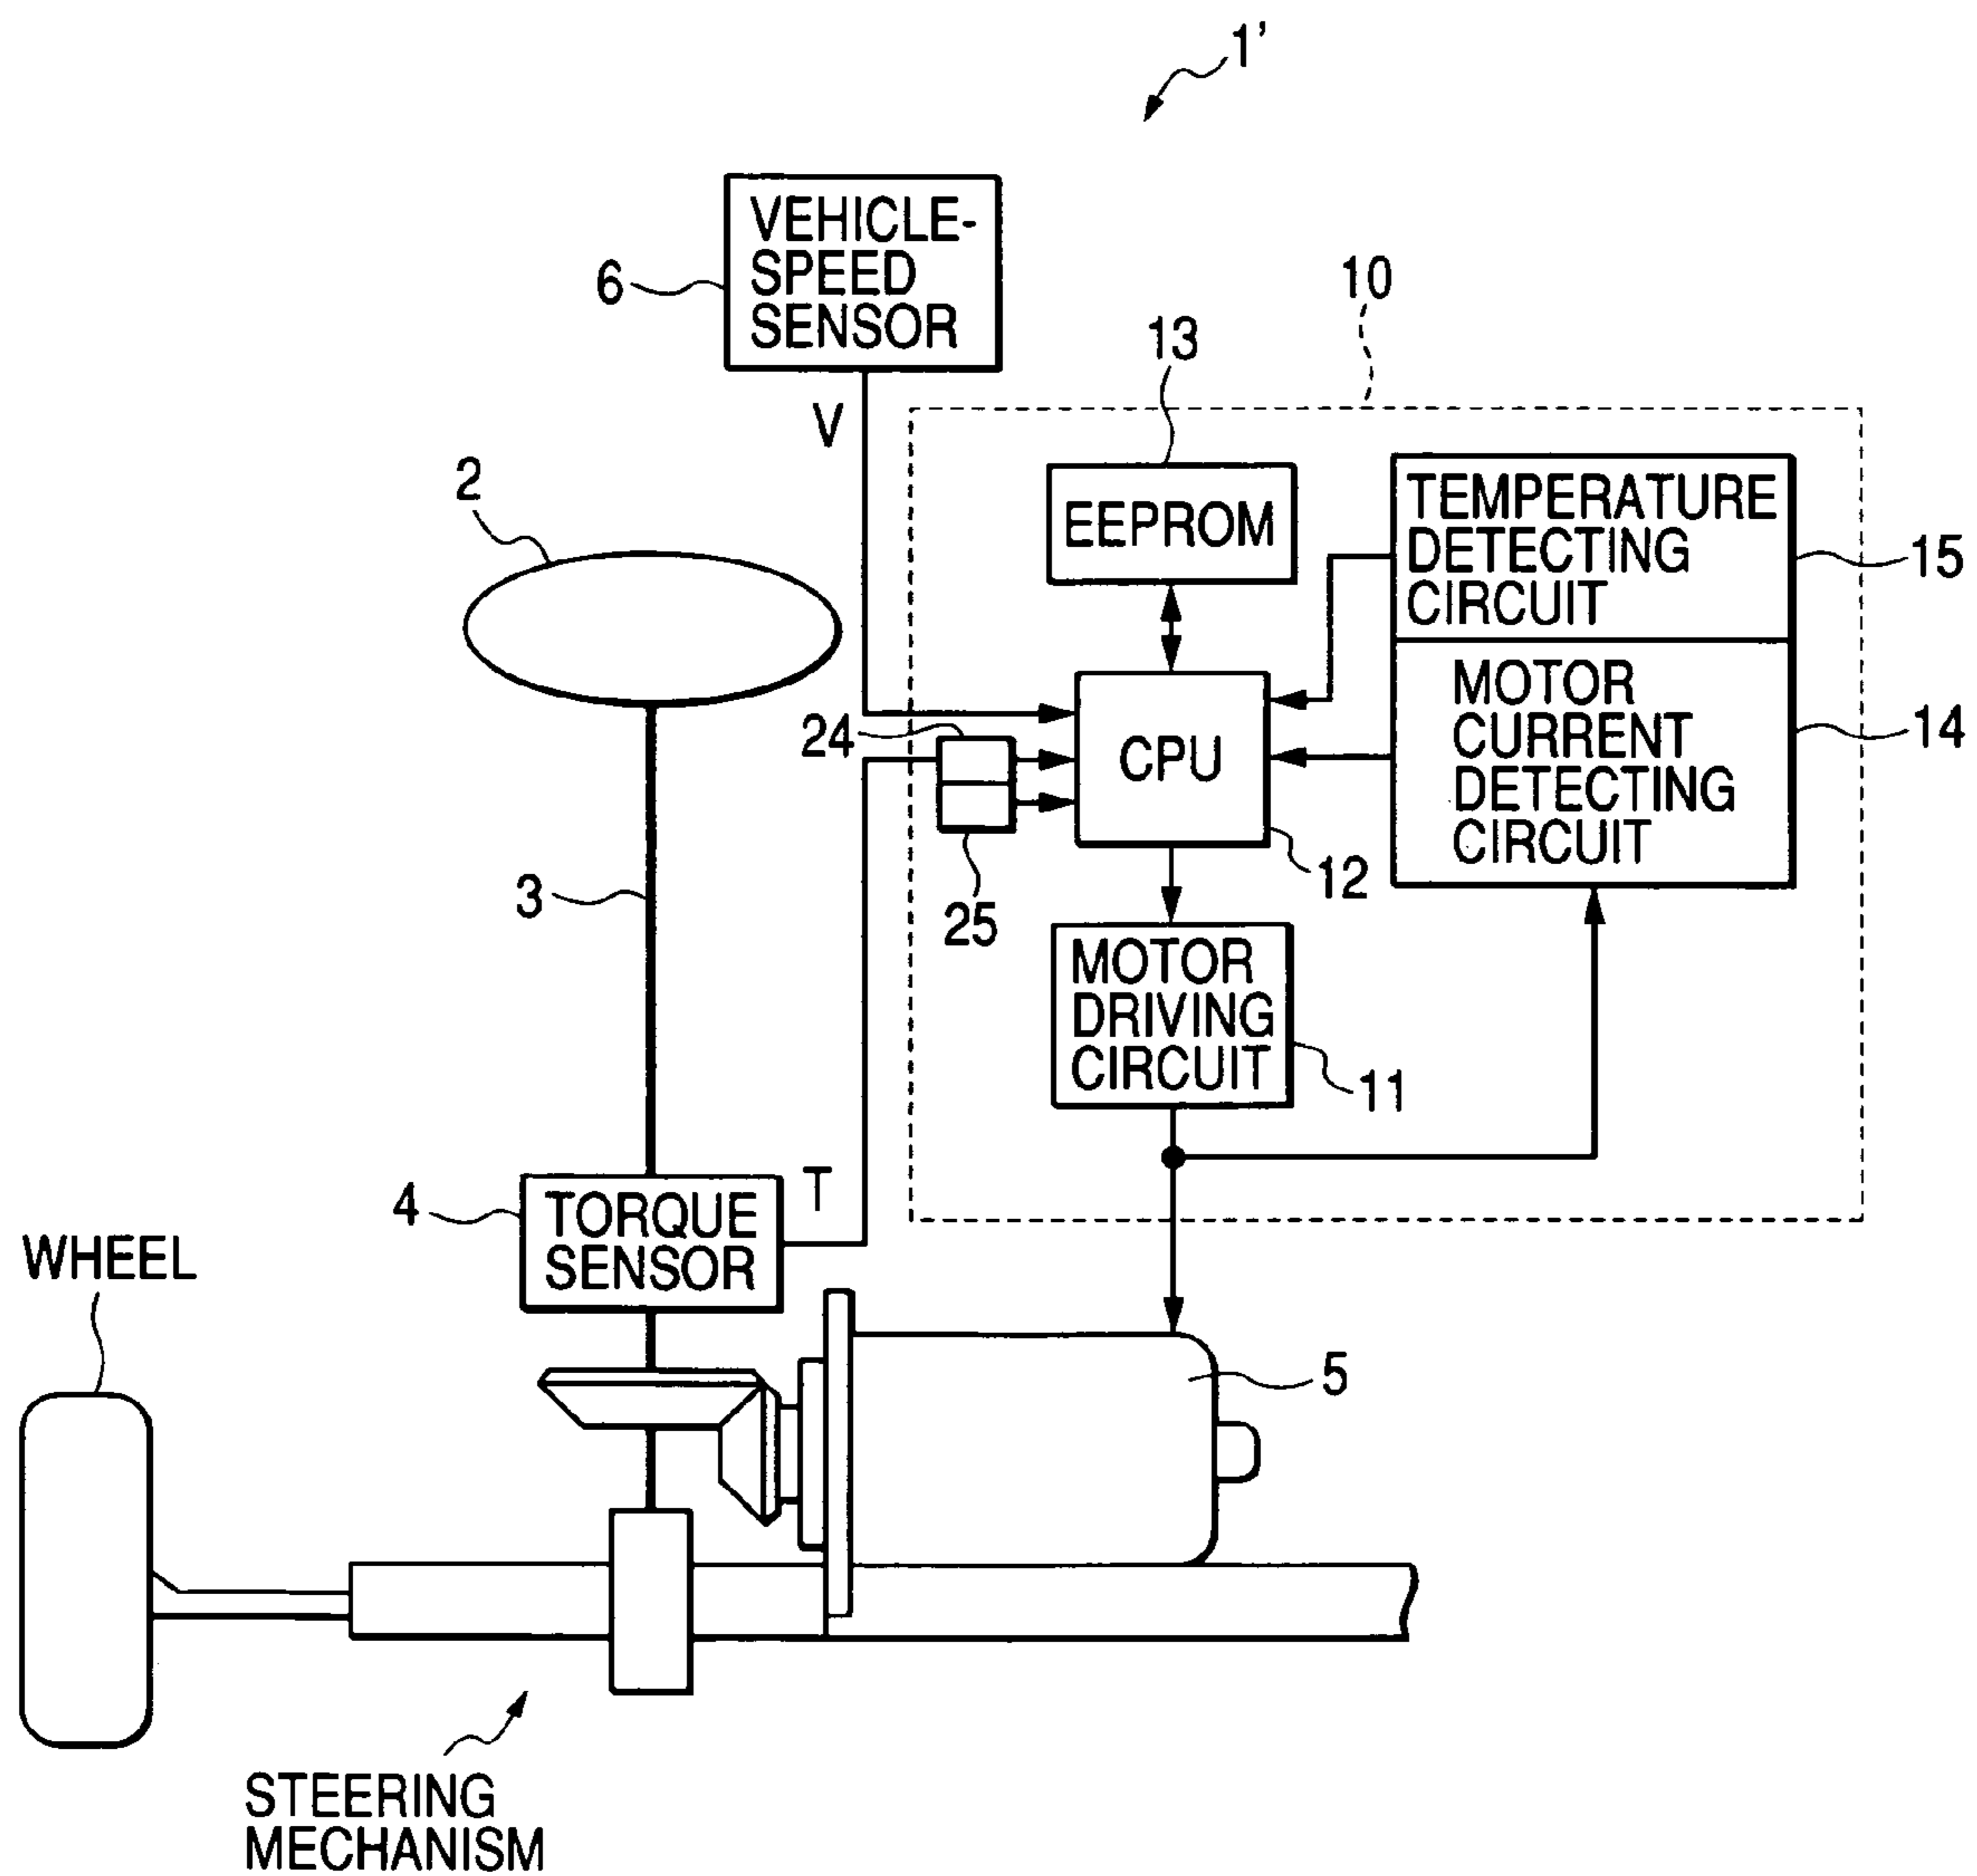 1'
VEHICLE-
SPEED
SENSOR
6
10
13
V
2
EEPROM
TEMPERATURE
DETECTING
CIRCUIT
15
MOTOR
CURRENT
DETECTING
CIRCUIT
14
24
CPU
12
3
25
MOTOR
DRIVING
CIRCUIT
11
T
4
TORQUE
SENSOR
WHEEL
5
STEERING
MECHANISM